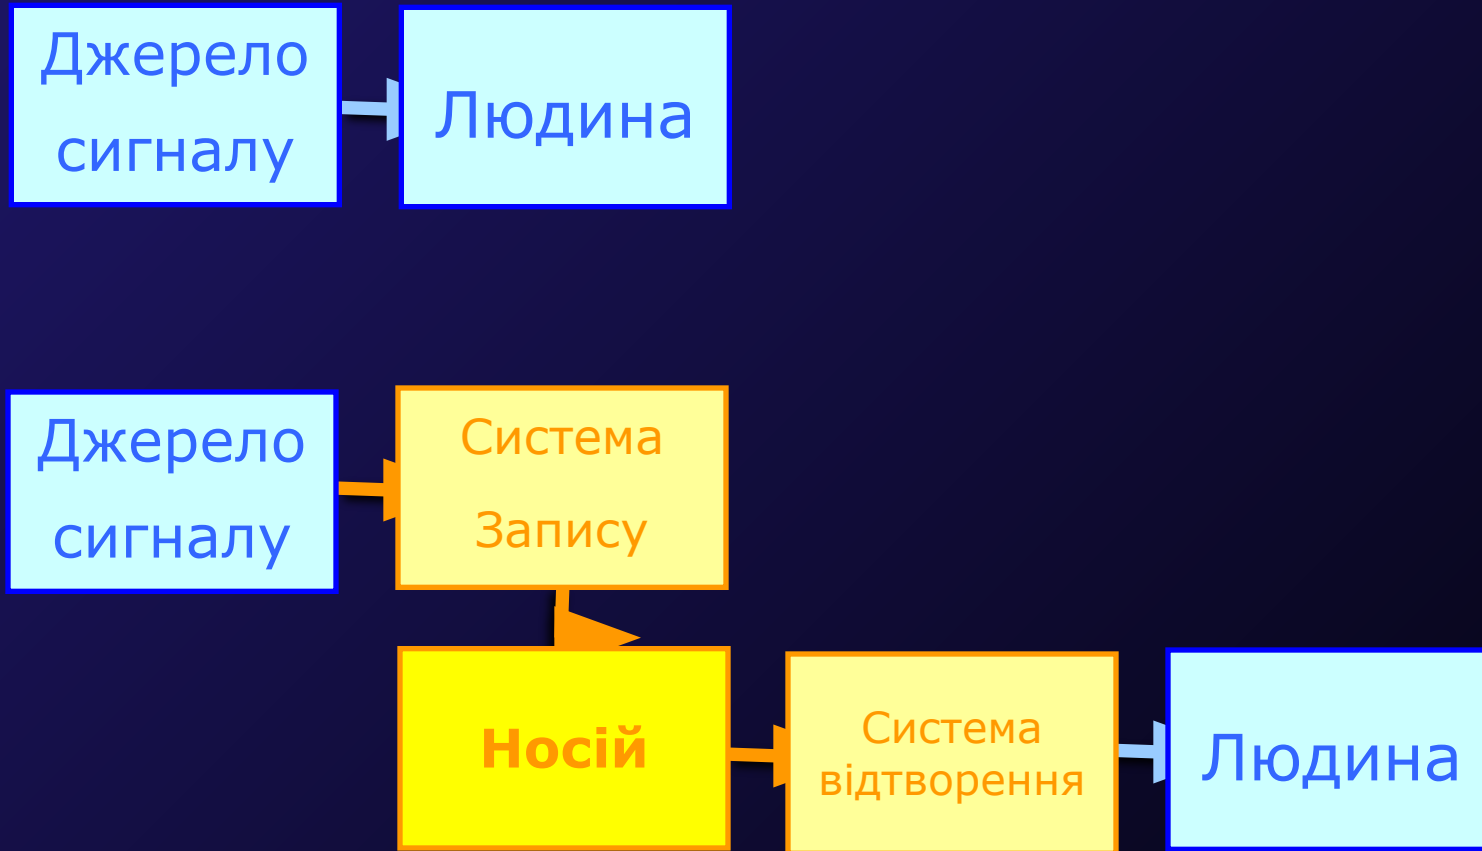 Джерело
сигналу
Людина
Джерело
сигналу
Система
Запису
Носій
Система
відтворення
Людина